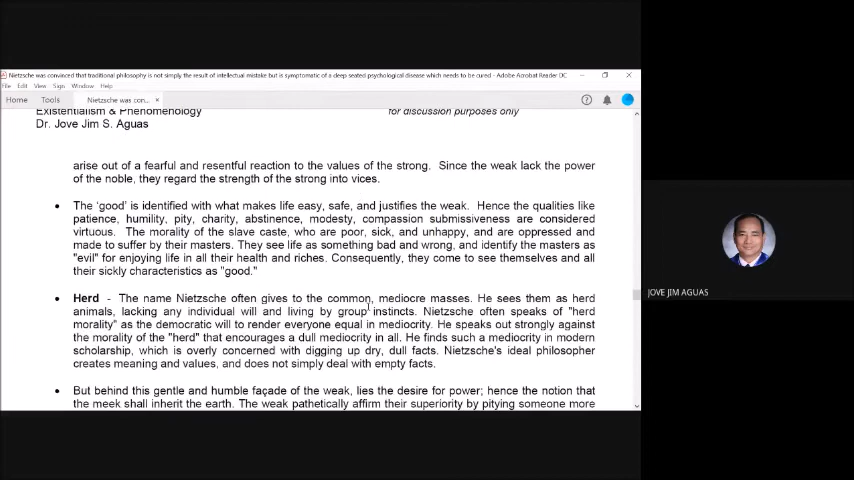 Nietzsche was convinced that traditional philosophy is not simply the result of intellectual mistake but is symptomatic of a deep seated psychological disease which needs to be cured - Adobe Acrobat Reader DC
File Edit View Sign Window Help
Home Tools Nietzsche was con... ×
Existentialism & Phenomenology for discussion purposes only
Dr. Jove Jim S. Aguas
arise out of a fearful and resentful reaction to the values of the strong. Since the weak lack the power
of the noble, they regard the strength of the strong into vices.
• The 'good' is identified with what makes life easy, safe, and justifies the weak. Hence the qualities like
patience, humility, pity, charity, abstinence, modesty, compassion submissiveness are considered
virtuous. The morality of the slave caste, who are poor, sick, and unhappy, and are oppressed and
made to suffer by their masters. They see life as something bad and wrong, and identify the masters as
"evil" for enjoying life in all their health and riches. Consequently, they come to see themselves and all
their sickly characteristics as "good."
• Herd - The name Nietzsche often gives to the common, mediocre masses. He sees them as herd
animals, lacking any individual will and living by group instincts. Nietzsche often speaks of "herd
morality" as the democratic will to render everyone equal in mediocrity. He speaks out strongly against
the morality of the "herd" that encourages a dull mediocrity in all. He finds such a mediocrity in modern
scholarship, which is overly concerned with digging up dry, dull facts. Nietzsche's ideal philosopher
creates meaning and values, and does not simply deal with empty facts.
• But behind this gentle and humble façade of the weak, lies the desire for power; hence the notion that
the meek shall inherit the earth. The weak pathetically affirm their superiority by pitying someone more
JOVE JIM AGUAS